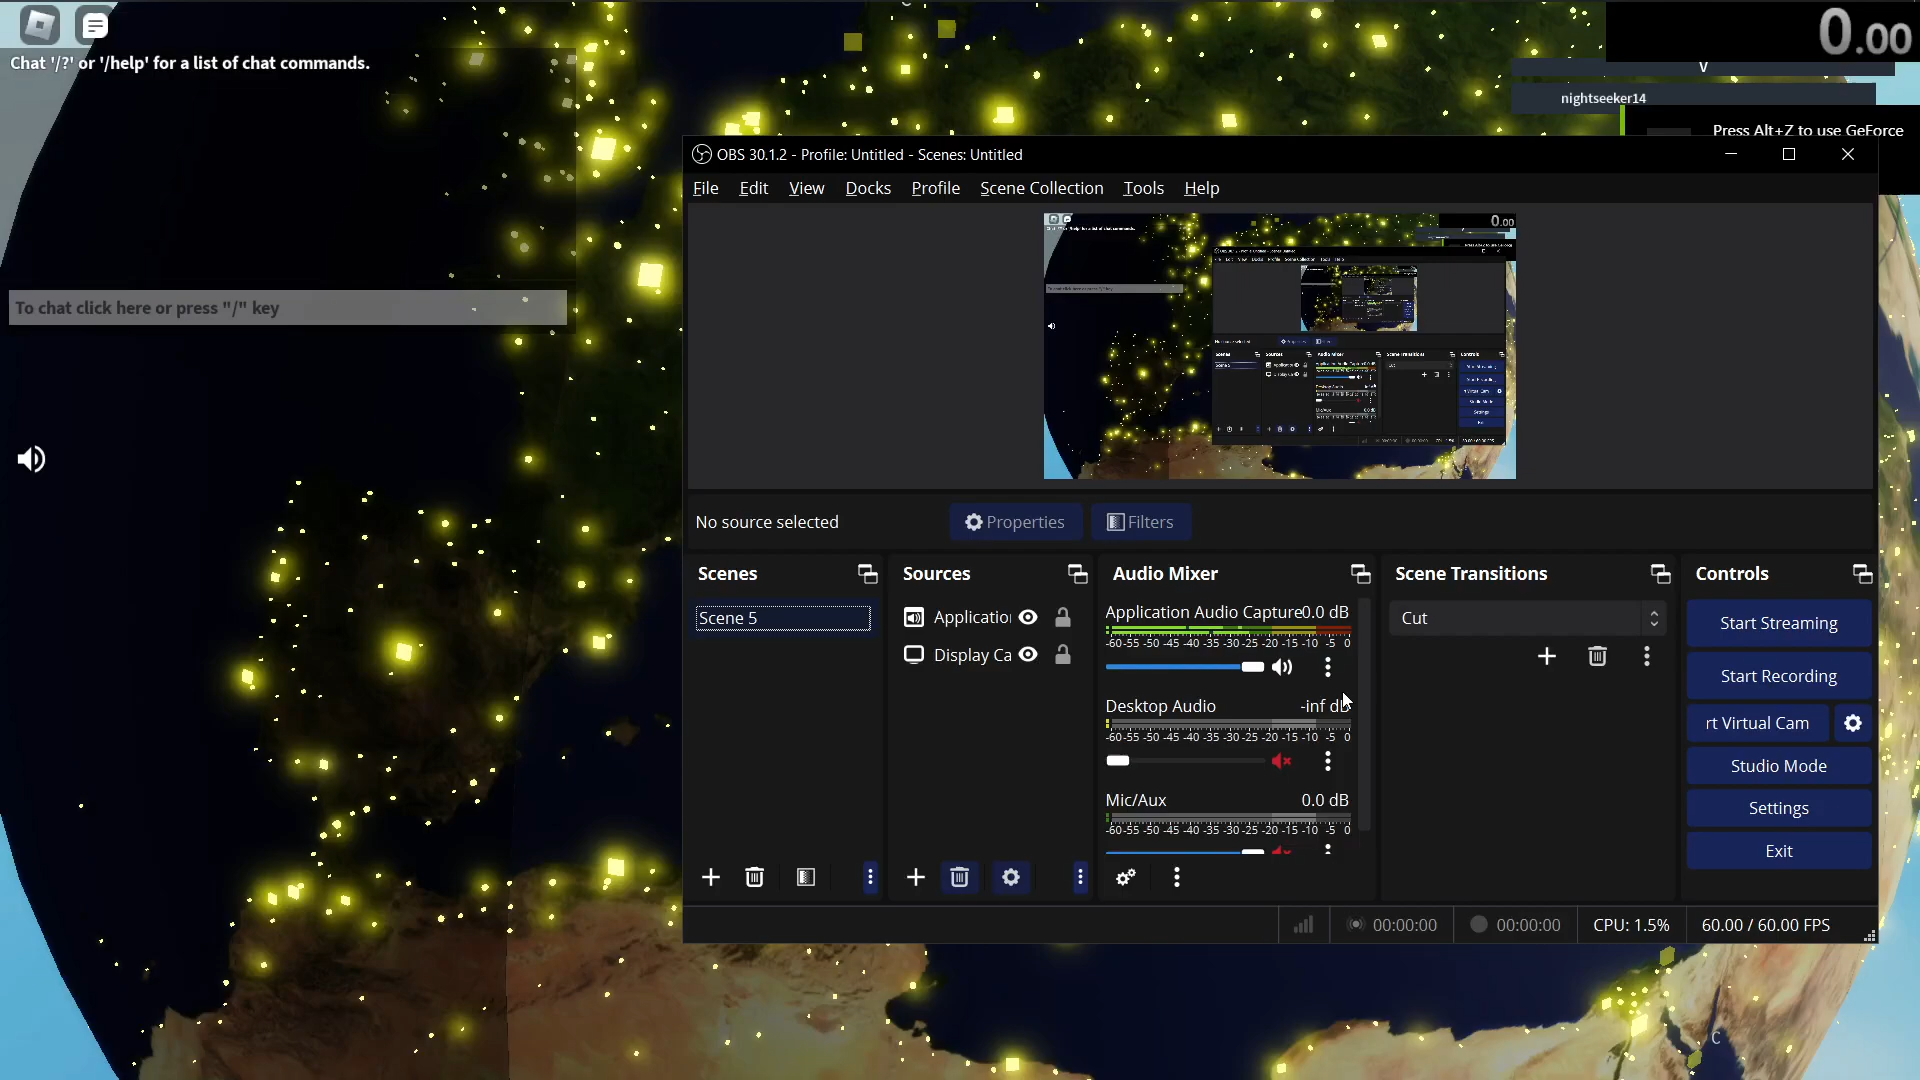 Chat '/?' or '/help' for a list of chat commands.
To chat click here or press "/" key
0.00
V
nightseeker14
Press Alt+Z to use GeForce
OBS 30.1.2 - Profile: Untitled - Scenes: Untitled
File Edit View Docks Profile Scene Collection Tools Help
No source selected
Properties
Filters
Scenes
Scene 5
Sources
Applicatio
Display Ca
Audio Mixer
Application Audio Capture 0.0 dB
-60 -55 -50 -45 -40 -35 -30 -25 -20 -15 -10 -5 0
Desktop Audio -inf dB
-60 -55 -50 -45 -40 -35 -30 -25 -20 -15 -10 -5 0
Mic/Aux 0.0 dB
-60 -55 -50 -45 -40 -35 -30 -25 -20 -15 -10 -5 0
Scene Transitions
Cut
Controls
Start Streaming
Start Recording
rt Virtual Cam
Studio Mode
Settings
Exit
00:00:00
00:00:00
CPU: 1.5%
60.00 / 60.00 FPS
C